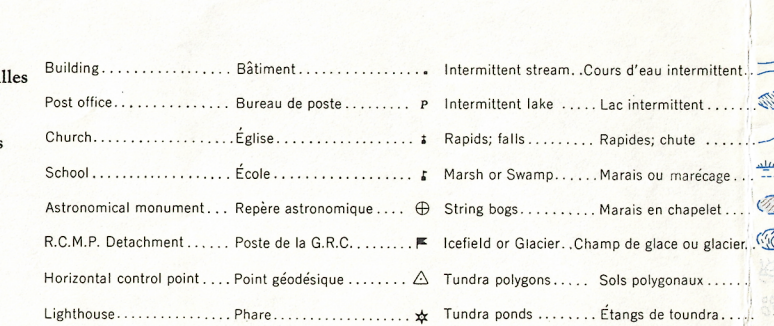 lles
s
Building................. Bâtiment.................
Post office............... Bureau de poste......... P
Church.................. Église...................
School.................. École...................
Astronomical monument... Repère astronomique....
R.C.M.P. Detachment...... Poste de la G.R.C.........
Horizontal control point.... Point géodésique........
Lighthouse............... Phare....................
Intermittent stream..Cours d'eau intermittent..
Intermittent lake ..... Lac intermittent.......
Rapids; falls......... Rapides; chute .......
Marsh or Swamp...... Marais ou marécage...
String bogs.......... Marais en chapelet....
Icefield or Glacier..Champ de glace ou glacier.
Tundra polygons..... Sols polygonaux ......
Tundra ponds ........ Étangs de toundra....